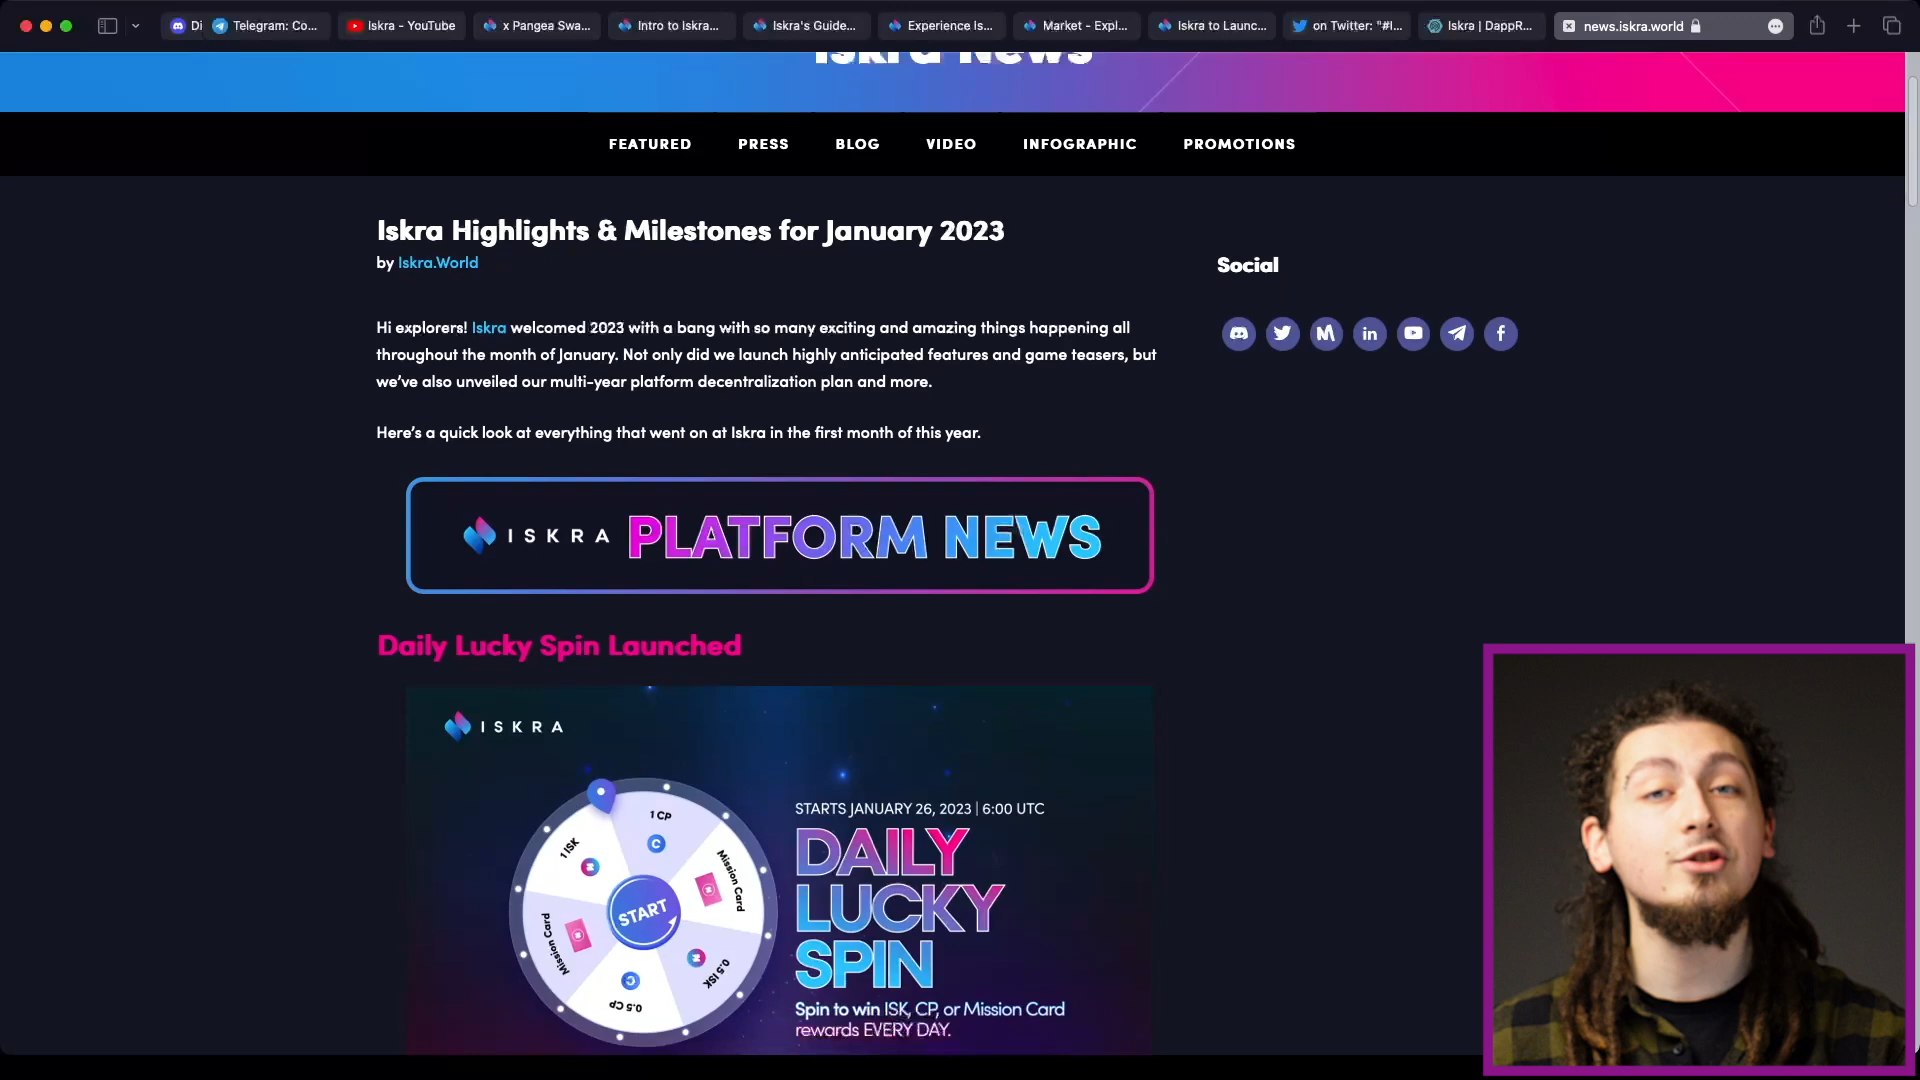 Di
Telegram: Co...
Iskra - YouTube
x Pangea Swa...
Intro to Iskra...
Iskra's Guide...
Experience Is...
Market - Expl...
Iskra to Launc...
on Twitter: "#I...
Iskra | DappR...
news.iskra.world
Iskra News
FEATURED
PRESS
BLOG
VIDEO
INFOGRAPHIC
PROMOTIONS
Iskra Highlights & Milestones for January 2023
by Iskra.World
Social
Hi explorers! Iskra welcomed 2023 with a bang with so many exciting and amazing things happening all
throughout the month of January. Not only did we launch highly anticipated features and game teasers, but
we've also unveiled our multi-year platform decentralization plan and more.
Here's a quick look at everything that went on at Iskra in the first month of this year.
ISKRA PLATFORM NEWS
Daily Lucky Spin Launched
ISKRA
1 CP
Mission Card
0.5 ISK
0.5 CP
Mission Card
1 ISK
START
STARTS JANUARY 26, 2023 | 6:00 UTC
DAILY
LUCKY
SPIN
Spin to win ISK, CP, or Mission Card
rewards EVERY DAY.